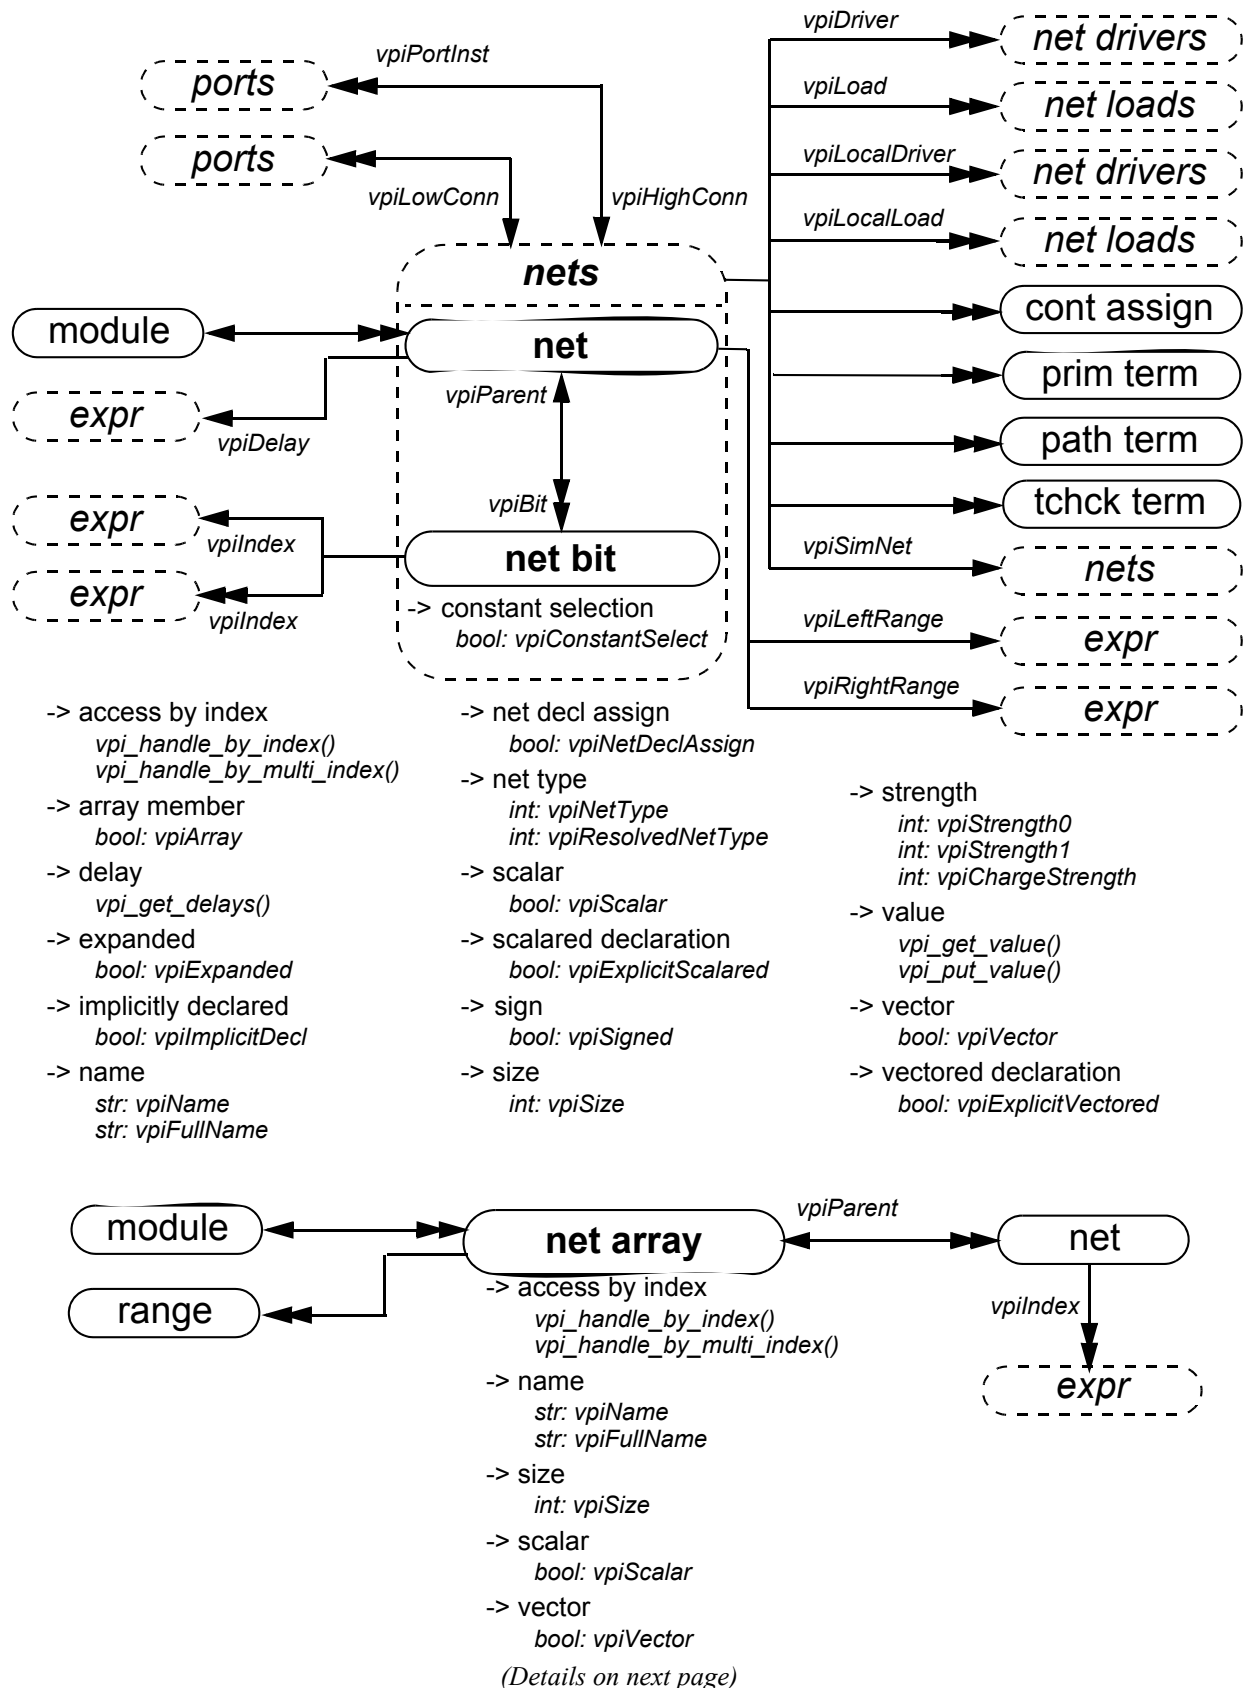 vpiDriver
net drivers
vpiPortInst
ports
vpiLoad
net loads
ports
vpiLocalDriver
net drivers
vpiLowConn
vpiHighConn
vpiLocalLoad
net loads
nets
cont assign
module
net
prim term
vpiParent
expr
vpiDelay
path term
vpiBit
tchck term
expr
vpiIndex
net bit
vpiSimNet
nets
expr
vpiIndex
-> constant selection
bool: vpiConstantSelect
vpiLeftRange
expr
vpiRightRange
expr
-> access by index
vpi_handle_by_index()
vpi_handle_by_multi_index()
-> array member
bool: vpiArray
-> delay
vpi_get_delays()
-> expanded
bool: vpiExpanded
-> implicitly declared
bool: vpiImplicitDecl
-> name
str: vpiName
str: vpiFullName
-> net decl assign
bool: vpiNetDeclAssign
-> net type
int: vpiNetType
int: vpiResolvedNetType
-> scalar
bool: vpiScalar
-> scalared declaration
bool: vpiExplicitScalared
-> sign
bool: vpiSigned
-> size
int: vpiSize
-> strength
int: vpiStrength0
int: vpiStrength1
int: vpiChargeStrength
-> value
vpi_get_value()
vpi_put_value()
-> vector
bool: vpiVector
-> vectored declaration
bool: vpiExplicitVectored
module
net array
vpiParent
net
range
vpiIndex
expr
-> access by index
vpi_handle_by_index()
vpi_handle_by_multi_index()
-> name
str: vpiName
str: vpiFullName
-> size
int: vpiSize
-> scalar
bool: vpiScalar
-> vector
bool: vpiVector
(Details on next page)